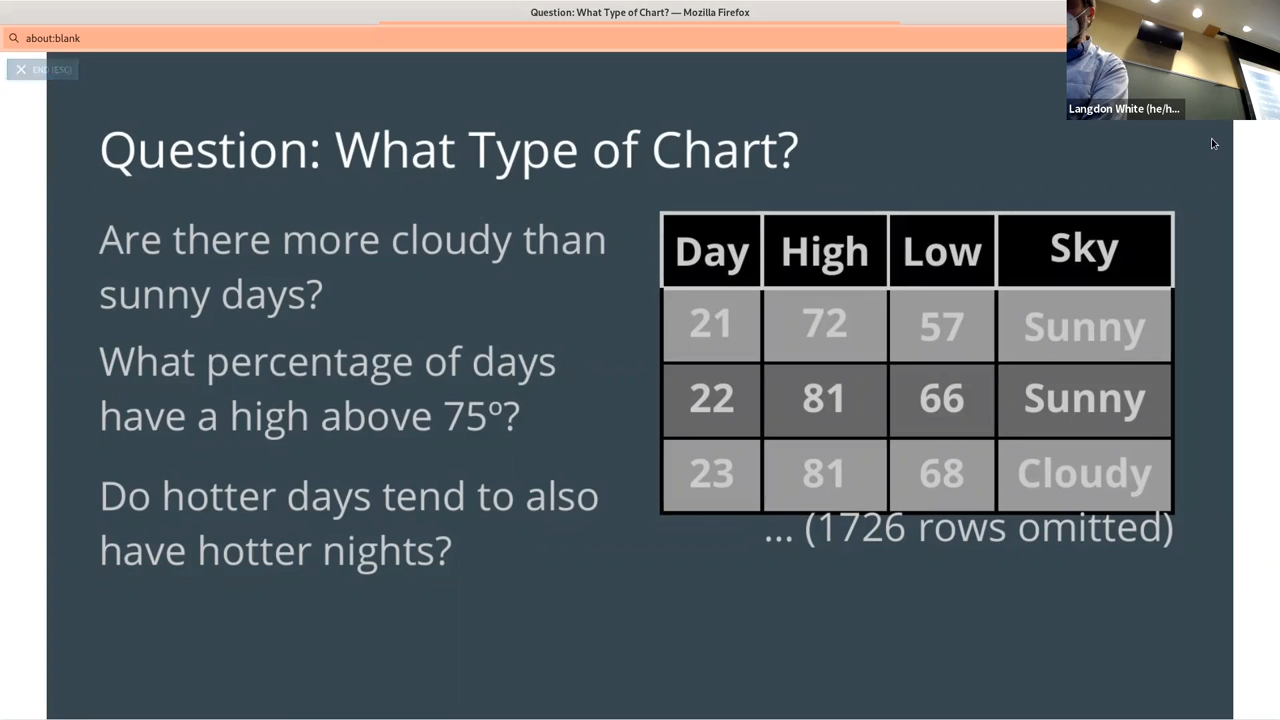 Question: What Type of Chart? — Mozilla Firefox
about:blank
END (ESC)
Langdon White (he/h...
Question: What Type of Chart?
Are there more cloudy than
sunny days?
What percentage of days
have a high above 75º?
Do hotter days tend to also
have hotter nights?
Day High Low Sky
21 72 57 Sunny
22 81 66 Sunny
23 81 68 Cloudy
... (1726 rows omitted)